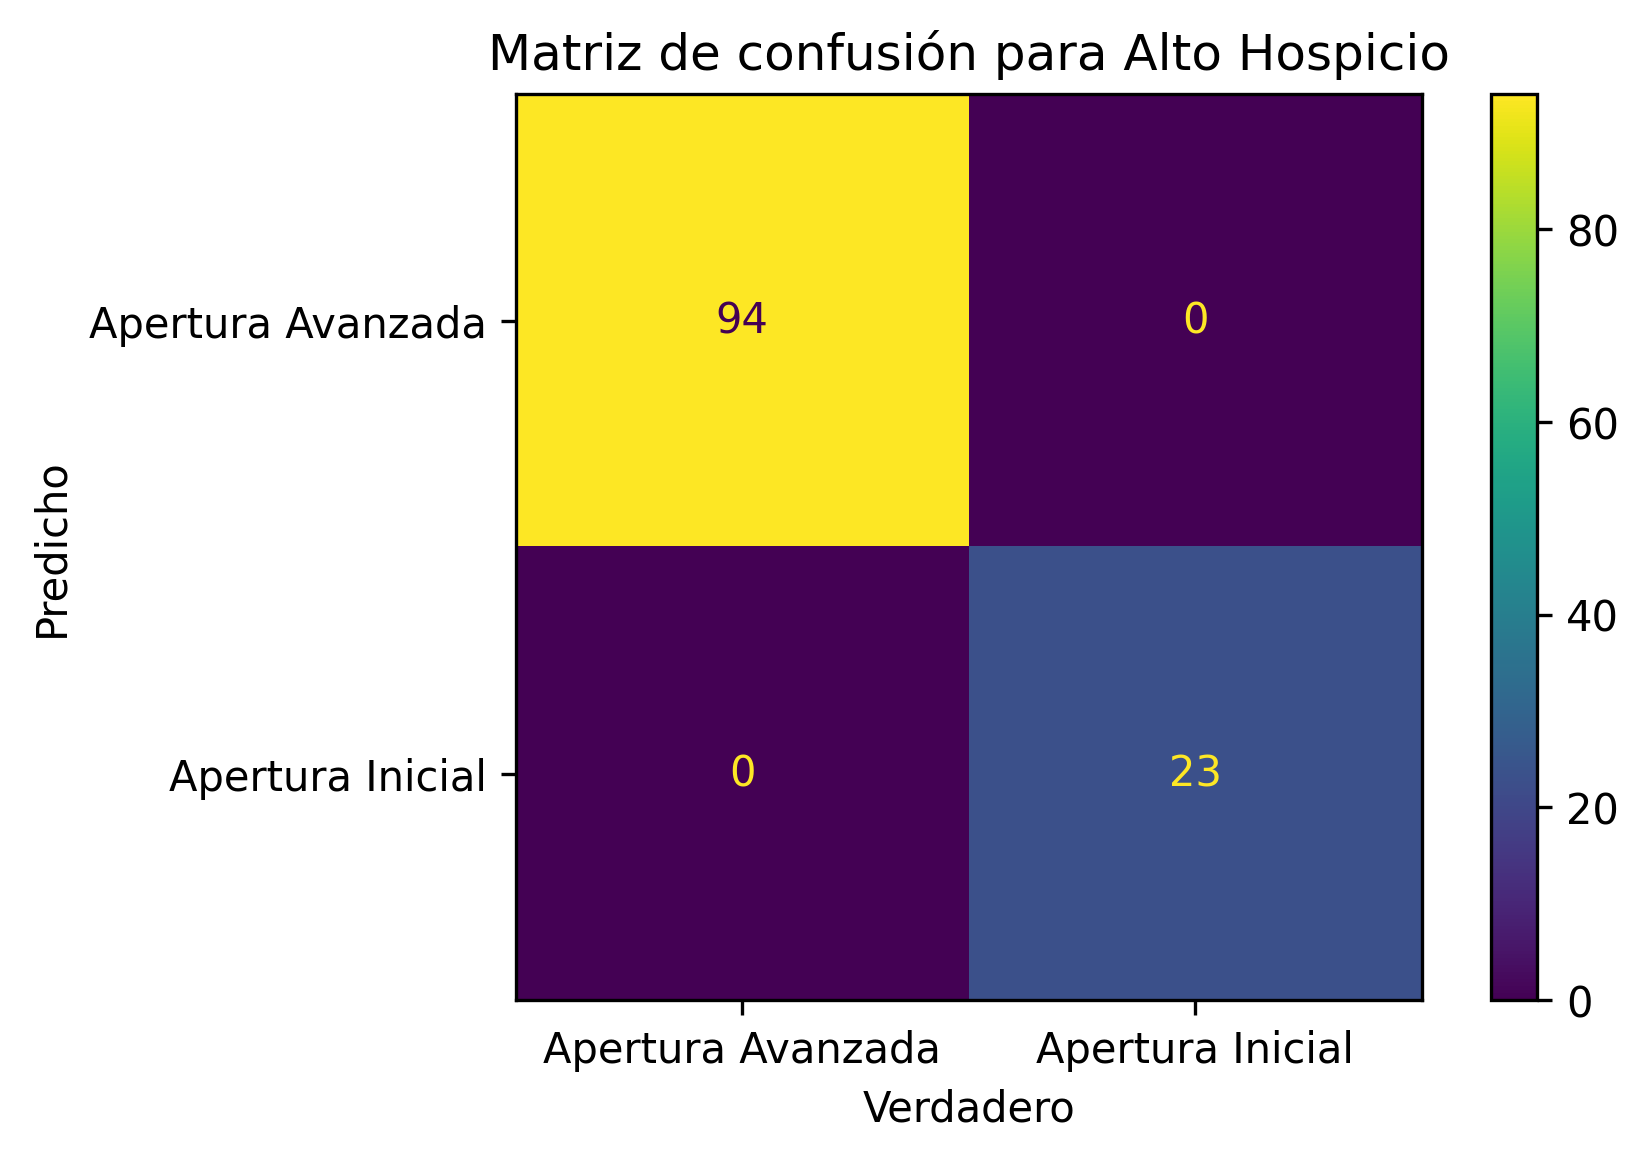 Matriz de confusión para Alto Hospicio
Predicho
Apertura Avanzada
94
0
Apertura Inicial
0
23
Apertura Avanzada
Apertura Inicial
Verdadero
80
60
40
20
0